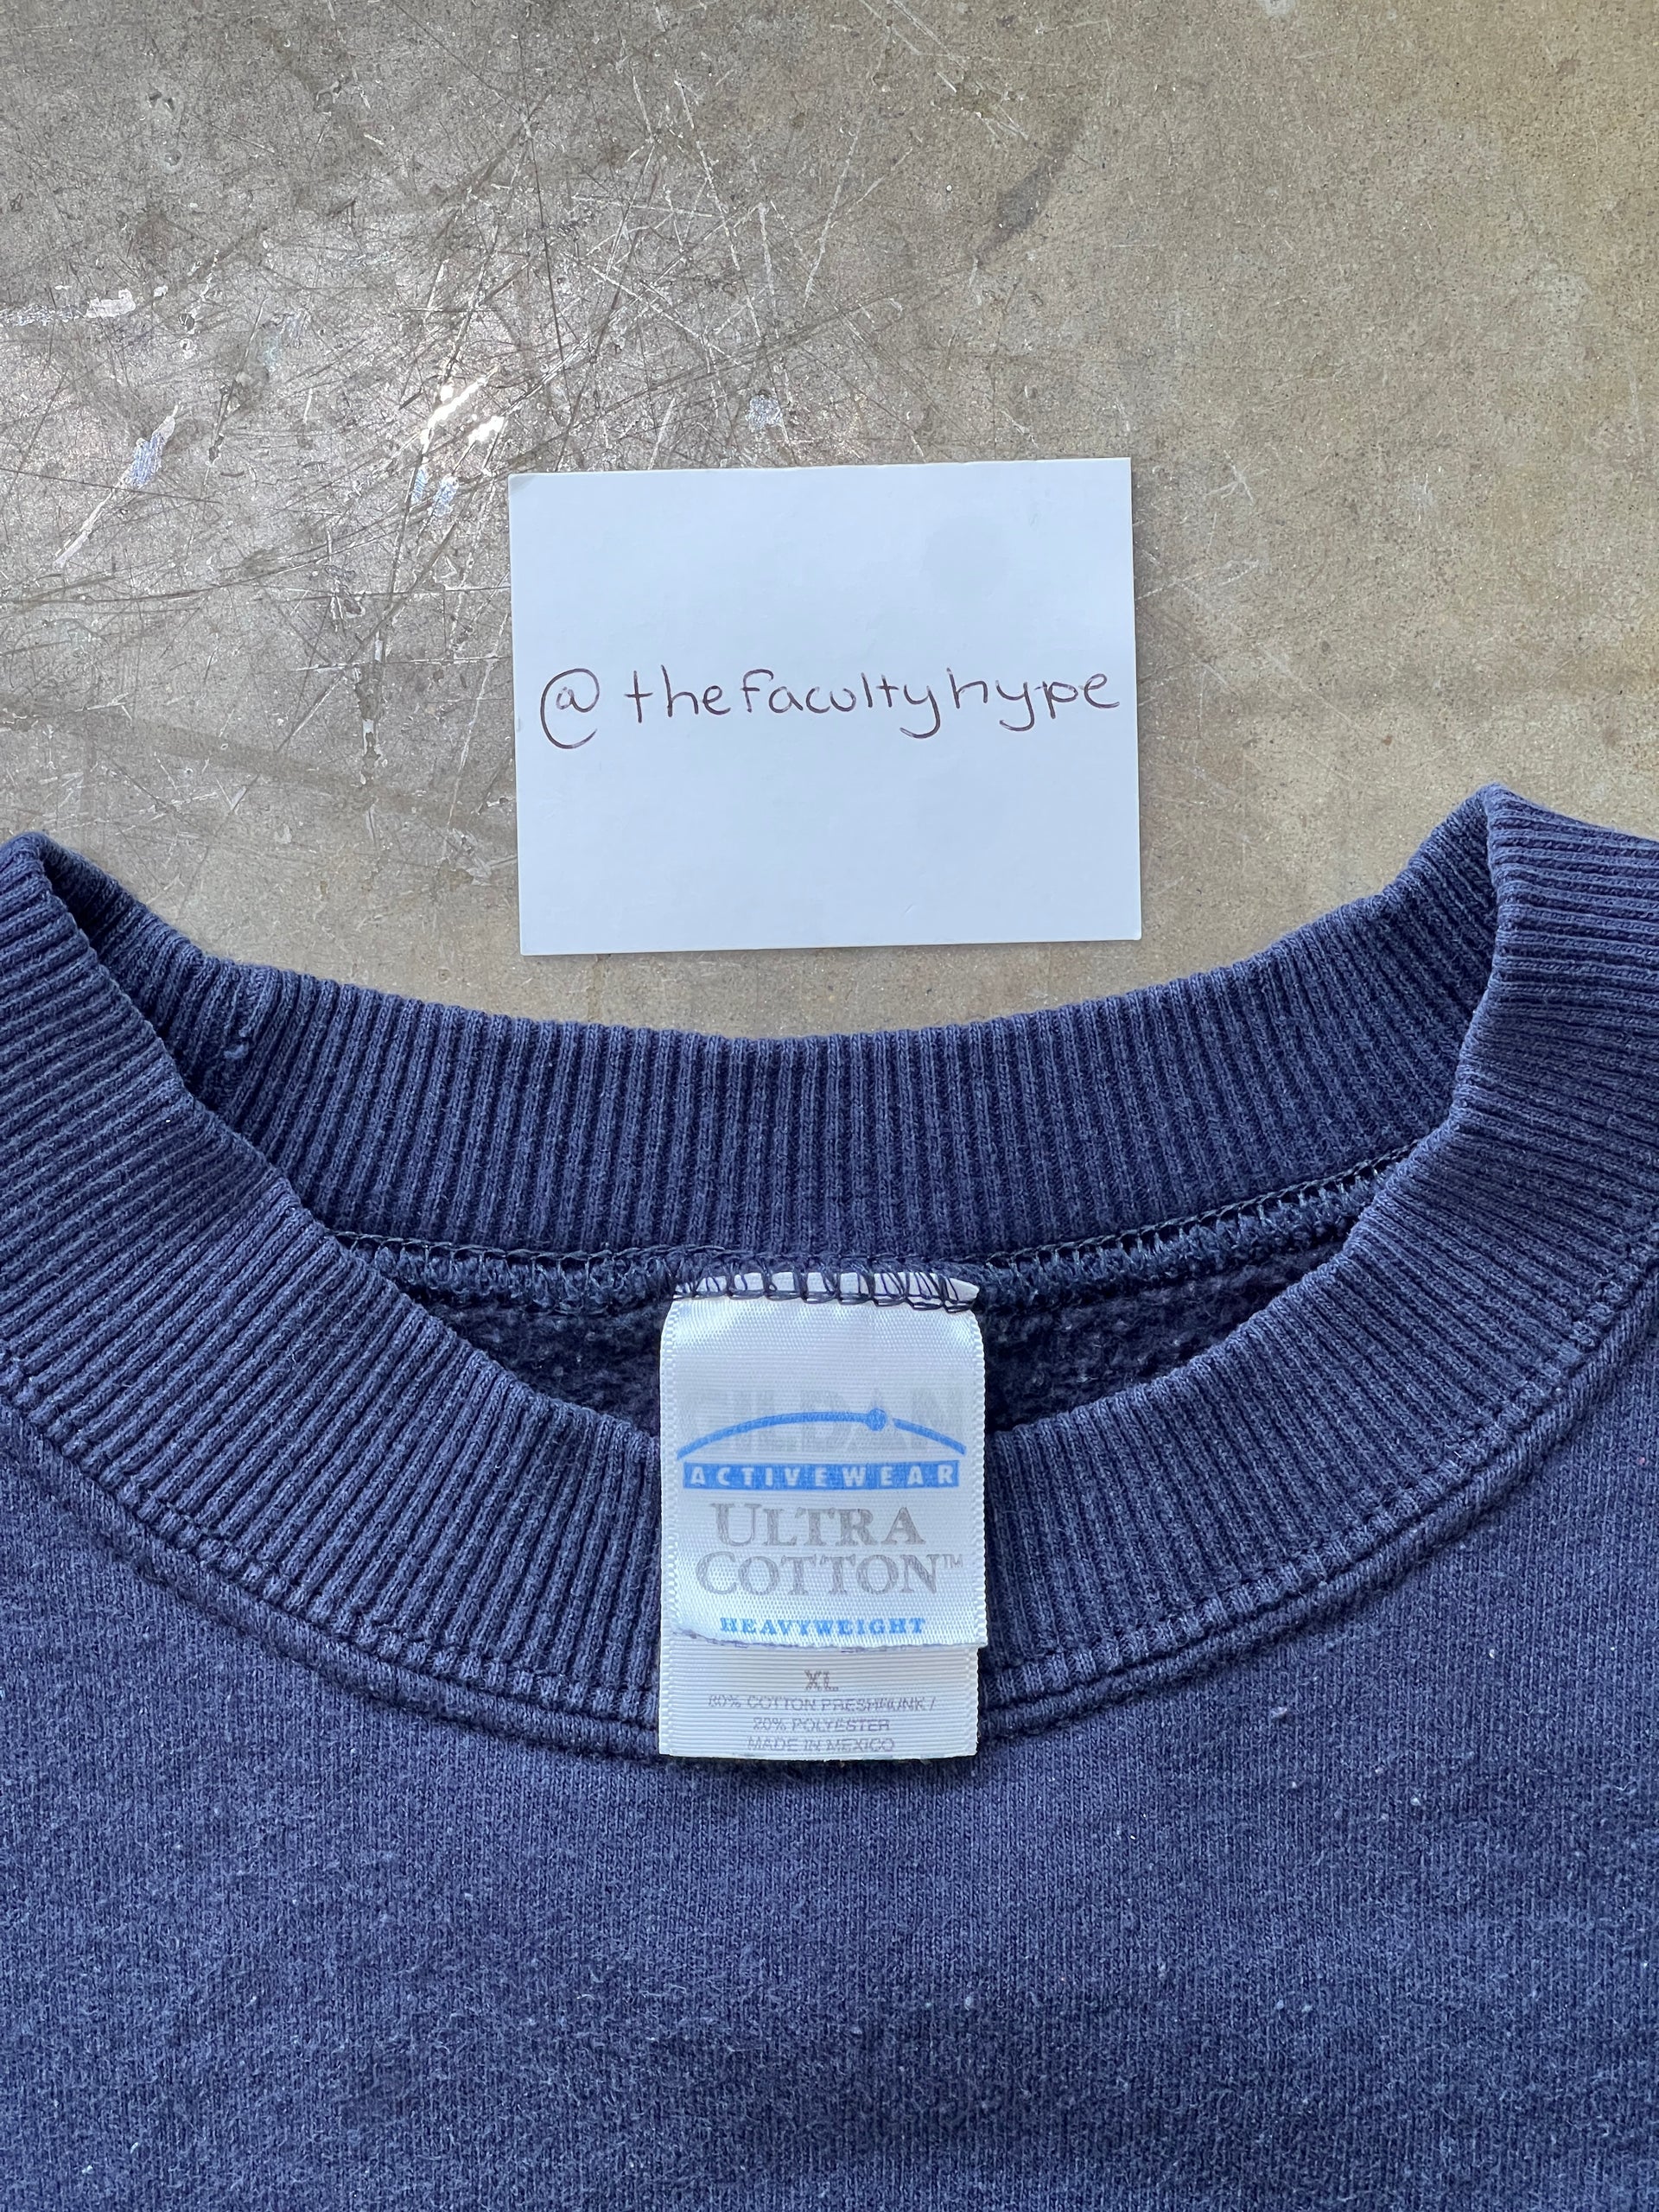 @thefacultyhype
GILDAN
ACTIVEWEAR
ULTRA
COTTON™
HEAVYWEIGHT
XL
80% COTTON PRESHRUNK /
20% POLYESTER
MADE IN MEXICO